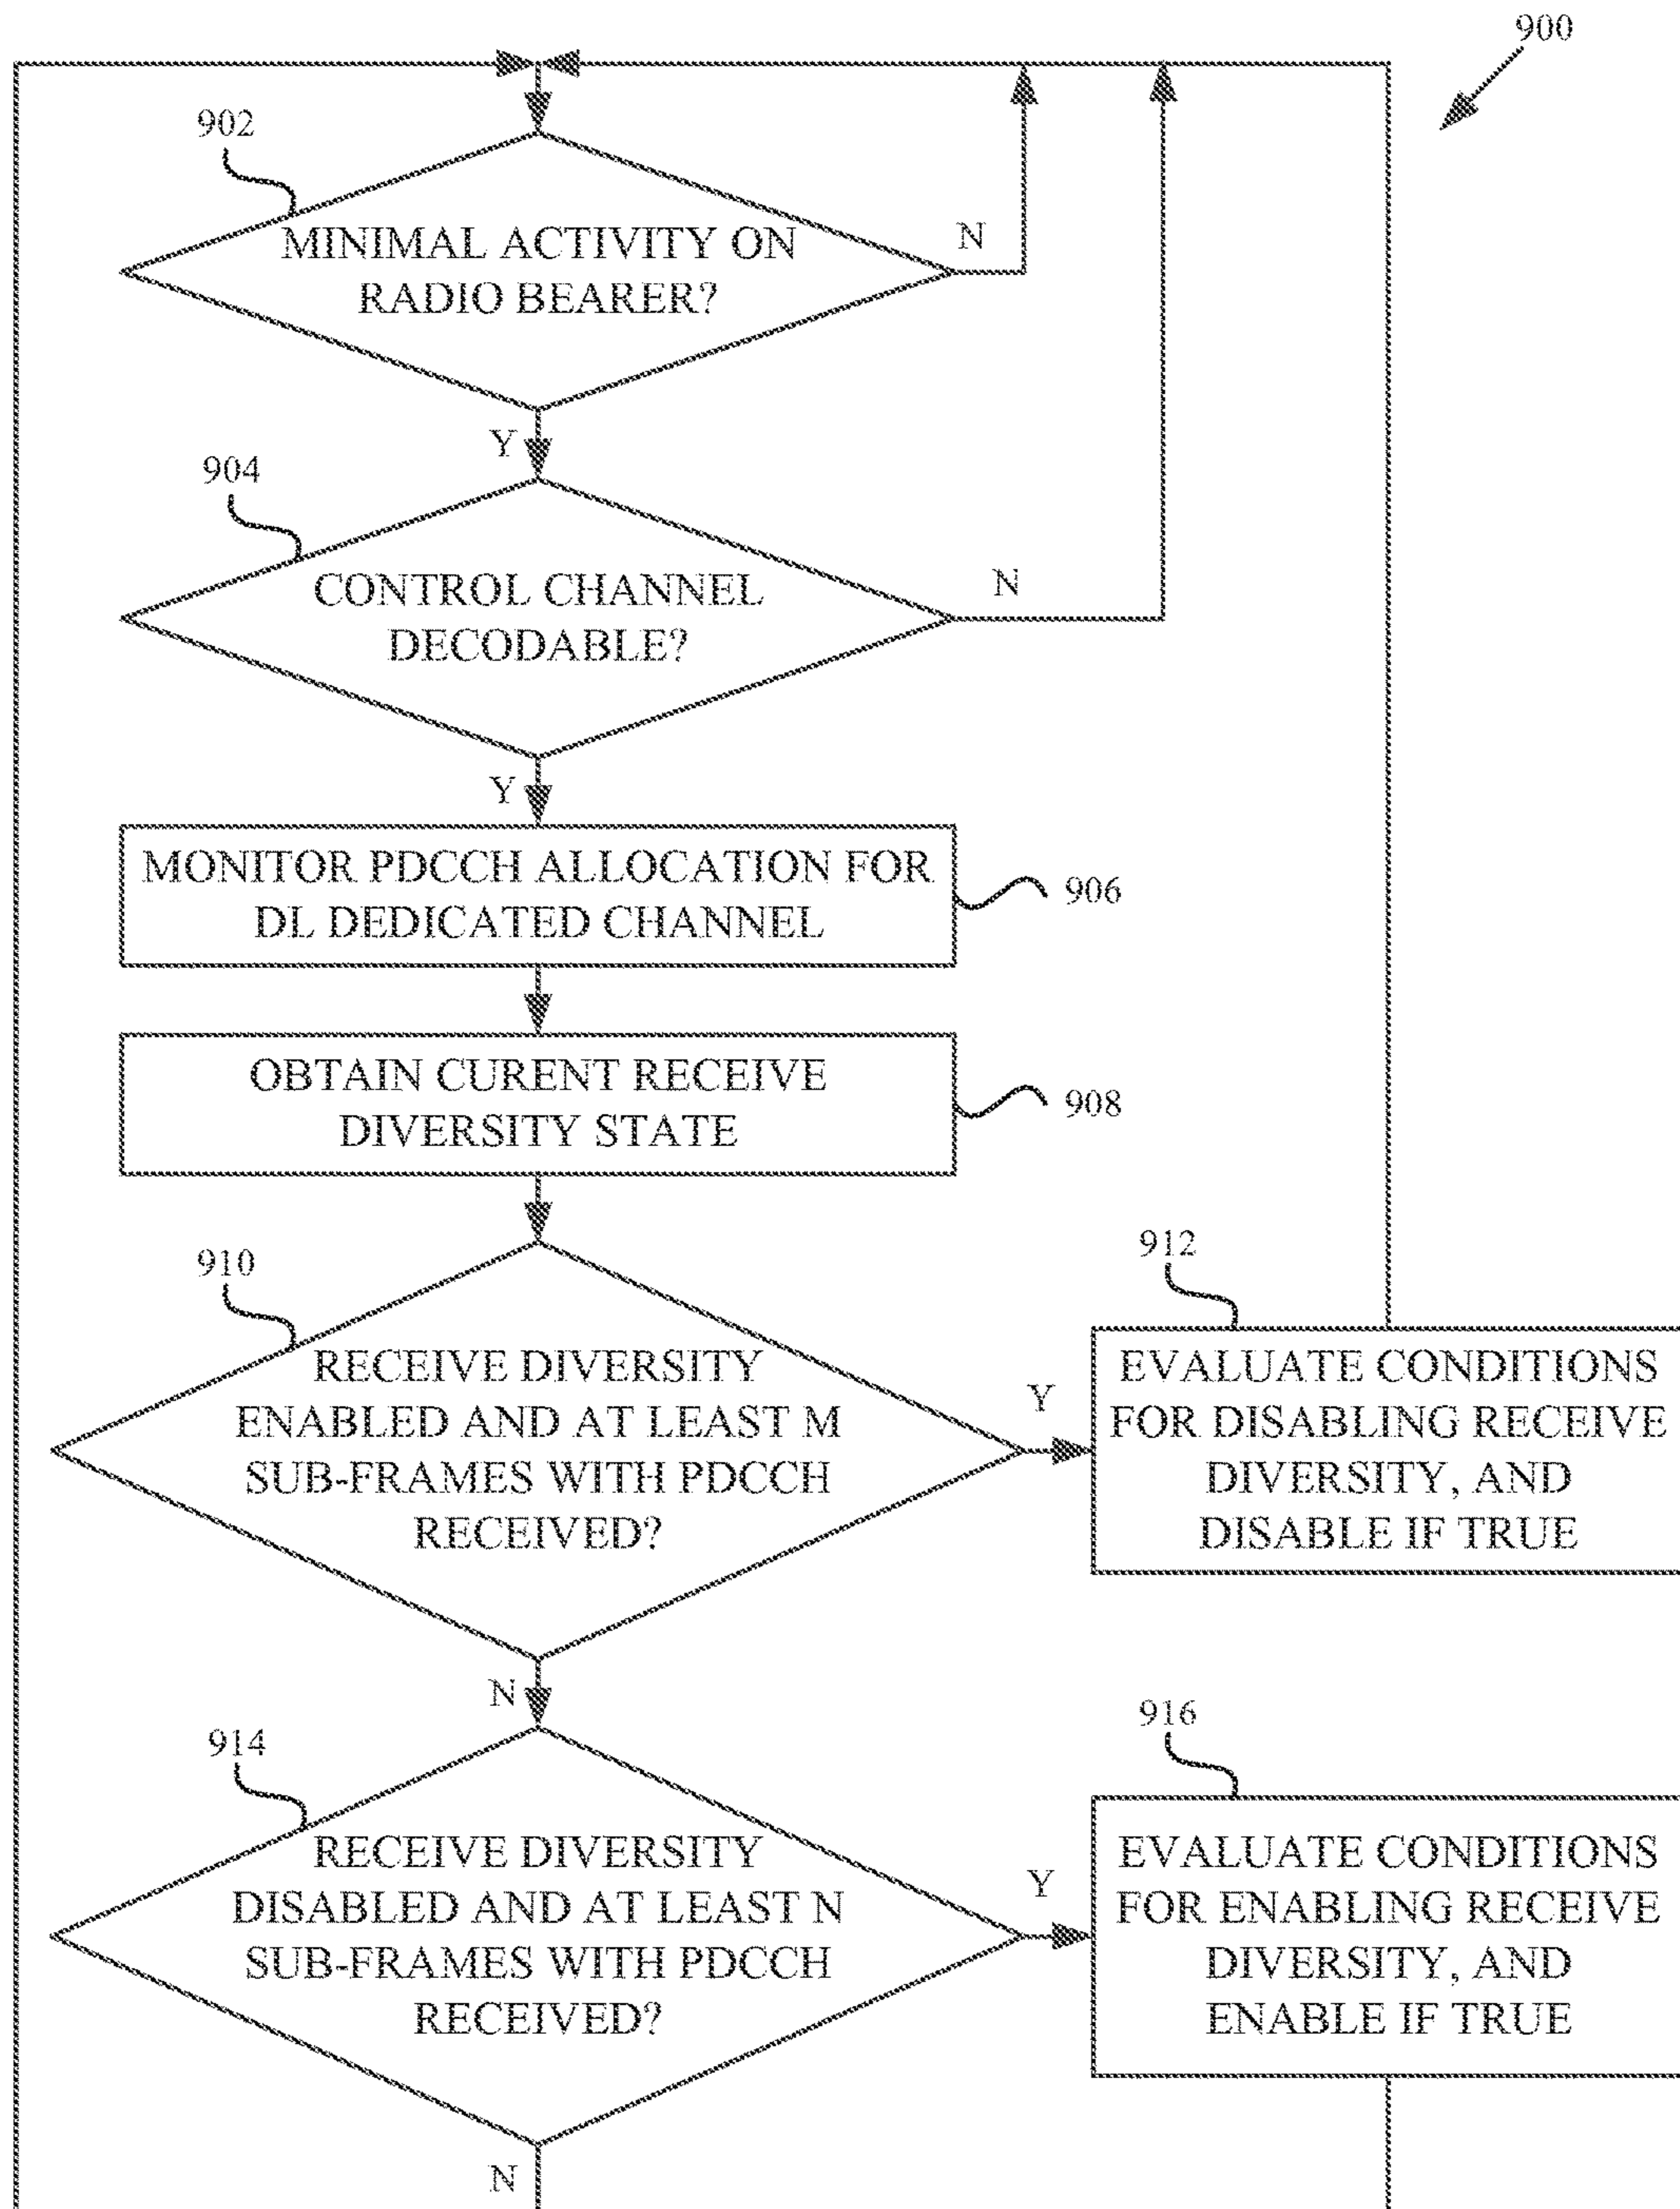 900
902
MINIMAL ACTIVITY ON
RADIO BEARER?
N
Y
904
CONTROL CHANNEL
DECODABLE?
N
Y
MONITOR PDCCH ALLOCATION FOR
DL DEDICATED CHANNEL
906
OBTAIN CURENT RECEIVE
DIVERSITY STATE
908
910
RECEIVE DIVERSITY
ENABLED AND AT LEAST M
SUB-FRAMES WITH PDCCH
RECEIVED?
Y
912
EVALUATE CONDITIONS
FOR DISABLING RECEIVE
DIVERSITY, AND
DISABLE IF TRUE
N
914
RECEIVE DIVERSITY
DISABLED AND AT LEAST N
SUB-FRAMES WITH PDCCH
RECEIVED?
Y
916
EVALUATE CONDITIONS
FOR ENABLING RECEIVE
DIVERSITY, AND
ENABLE IF TRUE
N